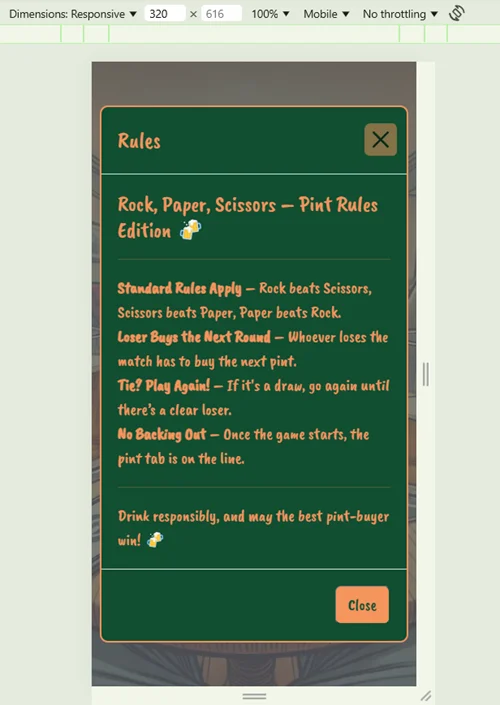 Dimensions: Responsive ▼ 320 × 616 100% ▼ Mobile ▼ No throttling ▼
Rules
Rock, Paper, Scissors – Pint Rules
Edition 🍻
Standard Rules Apply – Rock beats Scissors,
Scissors beats Paper, Paper beats Rock.
Loser Buys the Next Round – Whoever loses the
match has to buy the next pint.
Tie? Play Again! – If it's a draw, go again until
there's a clear loser.
No Backing Out – Once the game starts, the
pint tab is on the line.
Drink responsibly, and may the best pint-buyer
win! 🍻
Close